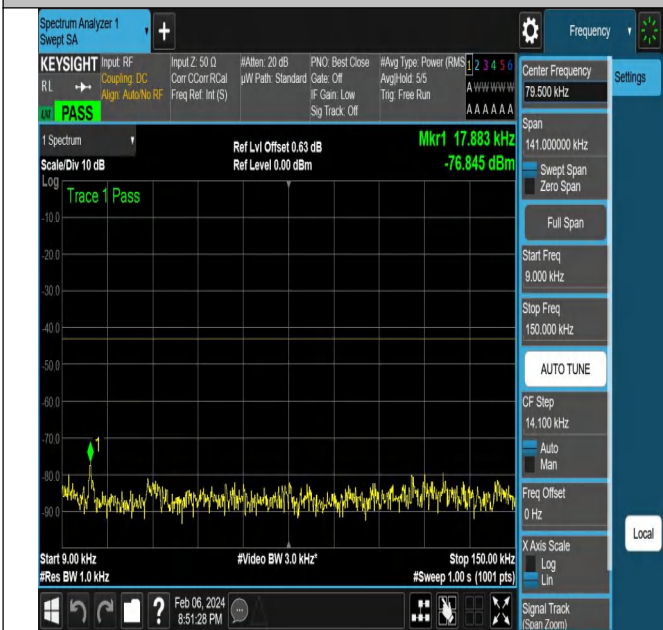 Spectrum Analyzer 1
Swept SA
+
Frequency
KEYSIGHT
RL
LXI
PASS
Input: RF
Coupling: DC
Align: Auto/No RF
Input Z: 50 Ω
Corr CCorr RCal
Freq Ref: Int (S)
#Atten: 20 dB
µW Path: Standard
PNO: Best Close
Gate: Off
IF Gain: Low
Sig Track: Off
#Avg Type: Power (RMS
Avg|Hold: 5/5
Trig: Free Run
1 2 3 4 5 6
A W W W W W
A A A A A A
1 Spectrum
Scale/Div 10 dB
Ref Lvl Offset 0.63 dB
Ref Level 0.00 dBm
Mkr1 17.883 kHz
-76.845 dBm
Log
Trace 1 Pass
-10.0
-20.0
-30.0
-40.0
-50.0
-60.0
-70.0
-80.0
-90.0
1
Start 9.00 kHz
#Res BW 1.0 kHz
#Video BW 3.0 kHz*
Stop 150.00 kHz
#Sweep 1.00 s (1001 pts)
?
Feb 06, 2024
8:51:28 PM
Center Frequency
79.500 kHz
Span
141.000000 kHz
Swept Span
Zero Span
Full Span
Start Freq
9.000 kHz
Stop Freq
150.000 kHz
AUTO TUNE
CF Step
14.100 kHz
Auto
Man
Freq Offset
0 Hz
X Axis Scale
Log
Lin
Signal Track
(Span Zoom)
Settings
Local